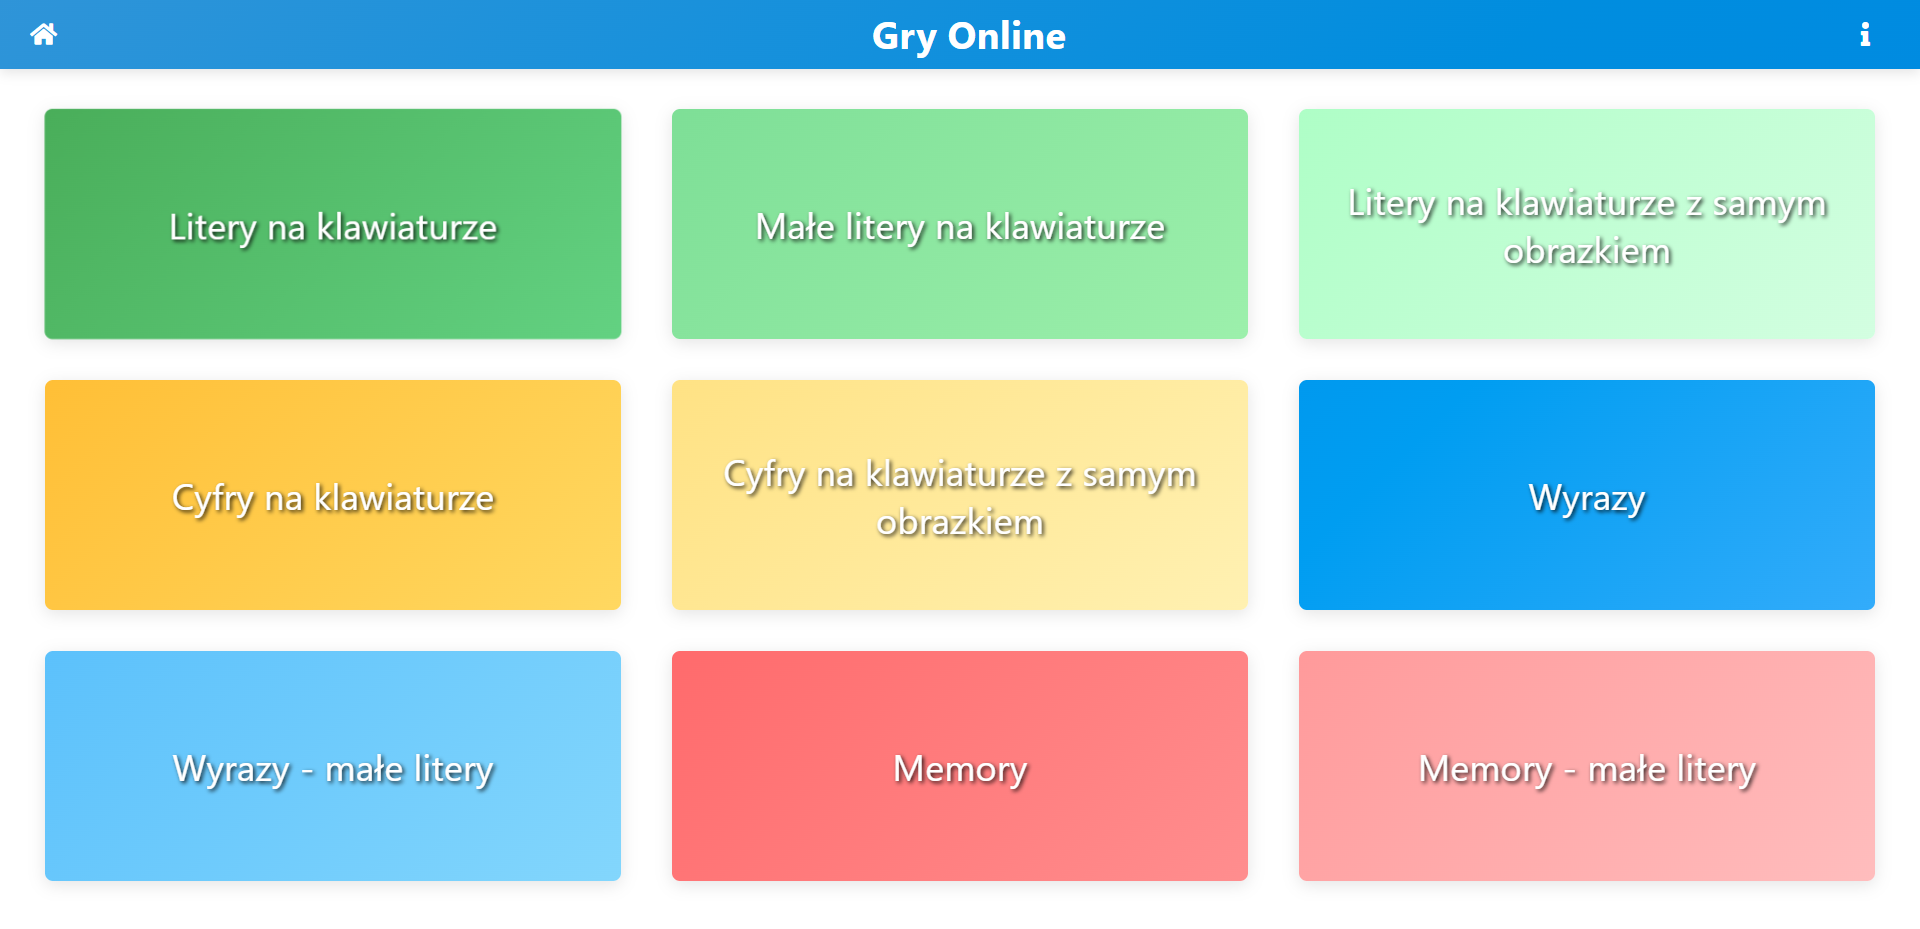 Gry Online
Litery na klawiaturze
Małe litery na klawiaturze
Litery na klawiaturze z samym
obrazkiem
Cyfry na klawiaturze
Cyfry na klawiaturze z samym
obrazkiem
Wyrazy
Wyrazy - małe litery
Memory
Memory - małe litery